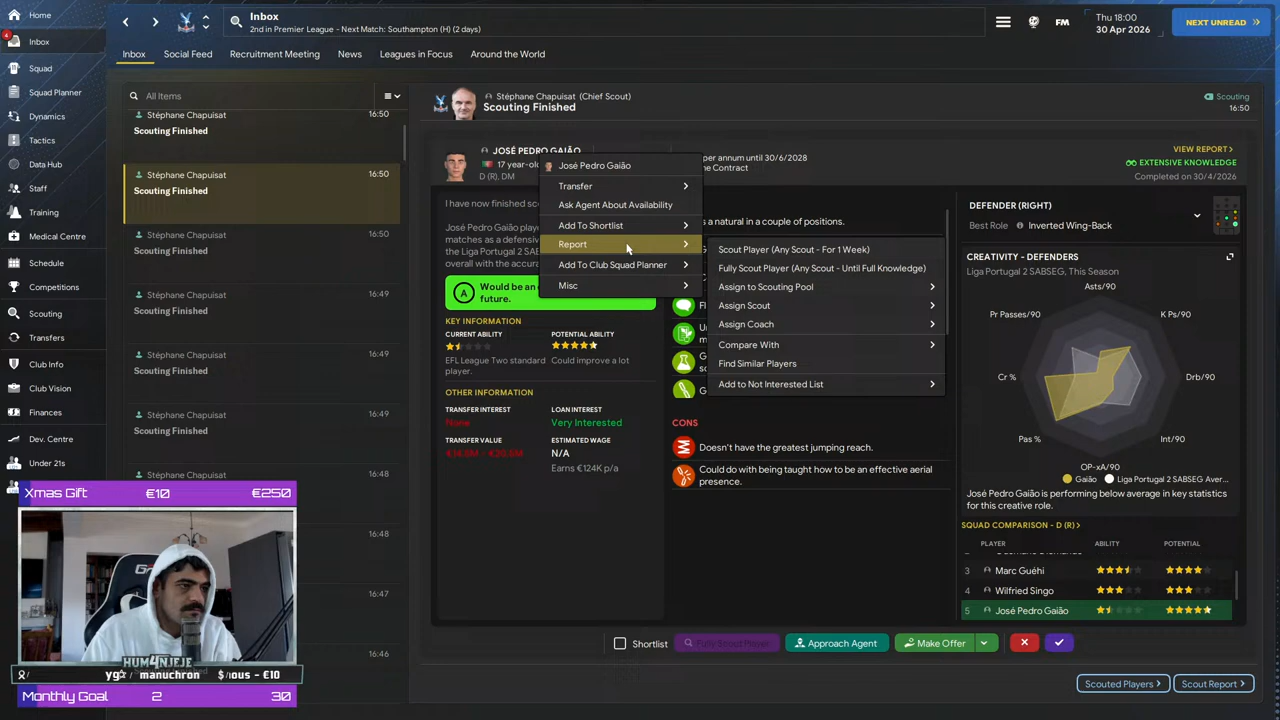 Home
Inbox
2nd in Premier League - Next Match: Southampton (H) (2 days)
FM
Thu 18:00
30 Apr 2026
NEXT UNREAD
4
Inbox
Squad
Squad Planner
Dynamics
Tactics
Data Hub
Staff
Training
Medical Centre
Schedule
Competitions
Scouting
Transfers
Club Info
Club Vision
Finances
Dev. Centre
Under 21s
Inbox
Social Feed
Recruitment Meeting
News
Leagues in Focus
Around the World
All Items
Stéphane Chapuisat
16:50
Scouting Finished
Stéphane Chapuisat
16:50
Scouting Finished
Stéphane Chapuisat
16:50
Scouting Finished
Stéphane Chapuisat
16:49
Scouting Finished
Stéphane Chapuisat
16:49
Scouting Finished
Stéphane Chapuisat
16:49
Scouting Finished
Stéphane Chapuisat
16:48
16:48
16:47
16:46
Stéphane Chapuisat (Chief Scout)
Scouting Finished
Scouting
16:50
JOSÉ PEDRO GAIÃO
17 year-old
D (R), DM
per annum until 30/6/2028
VIEW REPORT
EXTENSIVE KNOWLEDGE
Completed on 30/4/2026
I have now finished
José Pedro Gaião
matches as a
the Liga Portugal 2
overall with the
Would be an
future.
KEY INFORMATION
CURRENT ABILITY
EFL League Two standard
player.
POTENTIAL ABILITY
Could improve a lot
OTHER INFORMATION
TRANSFER INTEREST
None
LOAN INTEREST
Very Interested
TRANSFER VALUE
ESTIMATED WAGE
N/A
Earns €124K p/a
José Pedro Gaião
Transfer
Ask Agent About Availability
Add To Shortlist
Report
Add To Club Squad Planner
Misc
a natural in a couple of positions.
Scout Player (Any Scout - For 1 Week)
Fully Scout Player (Any Scout - Until Full Knowledge)
Assign to Scouting Pool
Assign Scout
Assign Coach
Compare With
Find Similar Players
Add to Not Interested List
CONS
Doesn't have the greatest jumping reach.
Could do with being taught how to be an effective aerial
presence.
DEFENDER (RIGHT)
Best Role
Inverted Wing-Back
CREATIVITY - DEFENDERS
Liga Portugal 2 SABSEG, This Season
Asts/90
Pr Passes/90
K Ps/90
Cr %
Drb/90
Pas %
Int/90
OP-xA/90
Gaião
Liga Portugal 2 SABSEG Aver...
José Pedro Gaião is performing below average in key statistics
for this creative role.
SQUAD COMPARISON - D (R)
PLAYER
ABILITY
POTENTIAL
3
Marc Guéhi
4
Wilfried Singo
5
José Pedro Gaião
Shortlist
Fully Scout Player
Approach Agent
Make Offer
Scouted Players
Scout Report
Xmas Gift
€10
€250
HUM4NJEJE
manuchron
€10
Monthly Goal
2
30